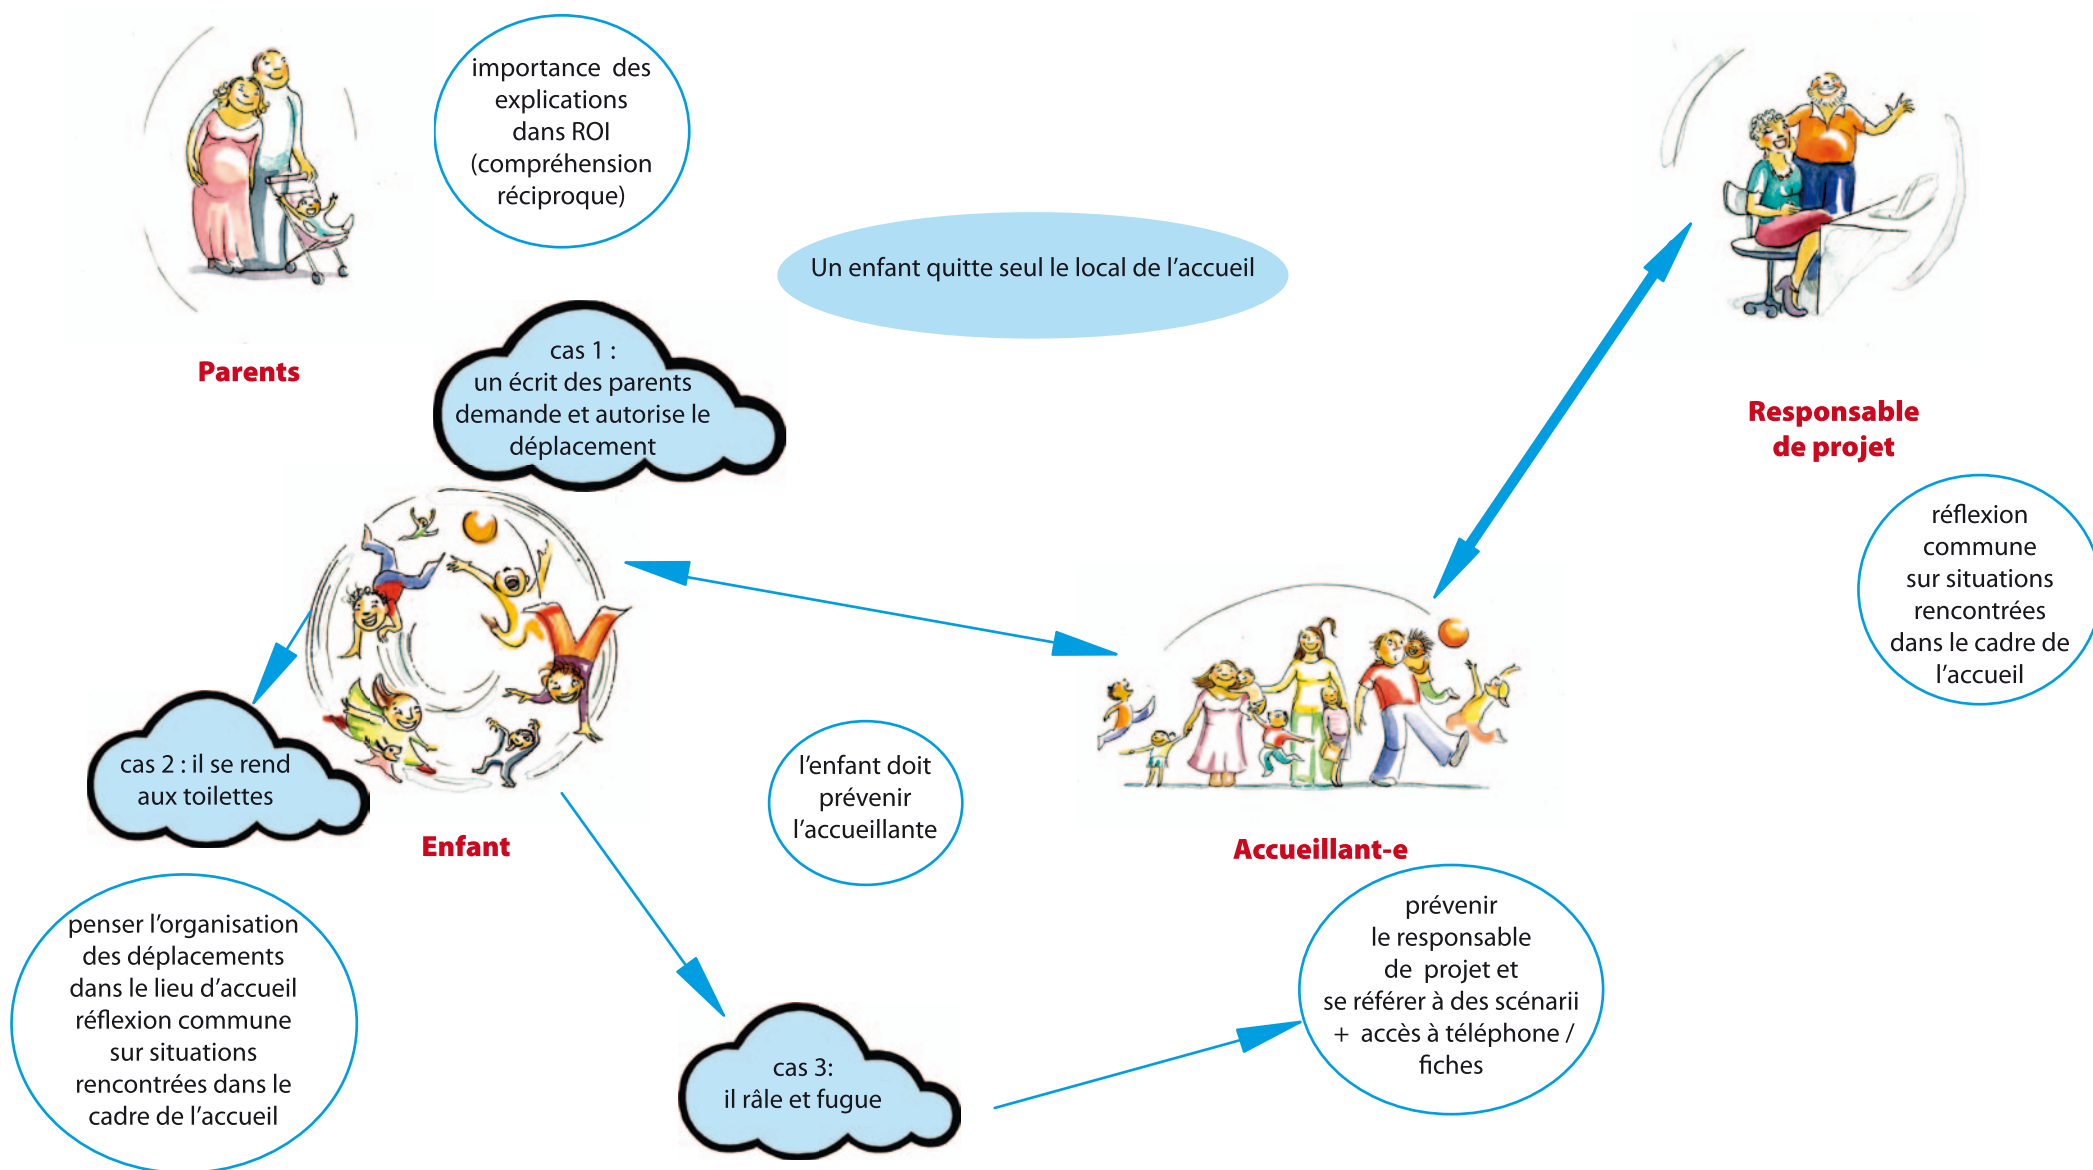 importance des
explications
dans ROI
(compréhension
réciproque)
Un enfant quitte seul le local de l’accueil
Parents
cas 1 :
un écrit des parents
demande et autorise le
déplacement
Responsable
de projet
réflexion
commune
sur situations
rencontrées
dans le cadre de
l’accueil
cas 2 : il se rend
aux toilettes
Enfant
l’enfant doit
prévenir
l’accueillante
Accueillant-e
penser l’organisation
des déplacements
dans le lieu d’accueil
réflexion commune
sur situations
rencontrées dans le
cadre de l’accueil
cas 3:
il râle et fugue
prévenir
le responsable
de projet et
se référer à des scénarii
+ accès à téléphone /
fiches